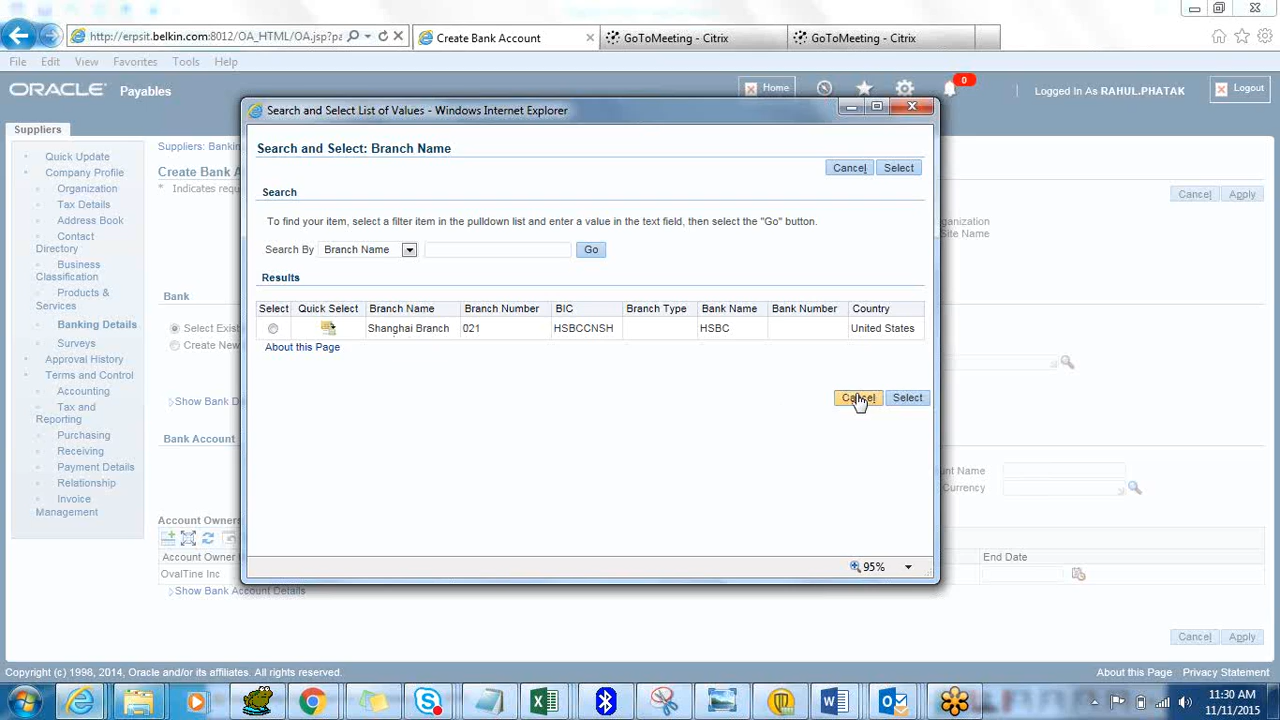 http://erpsit.belkin.com:8012/OA_HTML/OA.jsp?pa
Create Bank Account
GoToMeeting - Citrix
GoToMeeting - Citrix
File Edit View Favorites Tools Help
ORACLE Payables
Home
0
Logged In As RAHUL.PHATAK
Logout
Suppliers
Quick Update
Company Profile
Organization
Tax Details
Address Book
Contact
Directory
Business
Classification
Products &
Services
Banking Details
Surveys
Approval History
Terms and Control
Accounting
Tax and
Reporting
Purchasing
Receiving
Payment Details
Relationship
Invoice
Management
Suppliers: Bankin
Create Bank A
* Indicates requ
Cancel Apply
Site Name
Bank
Select Exis
Create New
Show Bank D
Bank Account
Currency
Account Owners
Account Owner
End Date
OvalTine Inc
Show Bank Account Details
Cancel Apply
Search and Select List of Values - Windows Internet Explorer
Search and Select: Branch Name
Cancel Select
Search
To find your item, select a filter item in the pulldown list and enter a value in the text field, then select the "Go" button.
Search By Branch Name Go
Results
Select Quick Select Branch Name Branch Number BIC Branch Type Bank Name Bank Number Country
Shanghai Branch 021 HSBCCNSH HSBC United States
About this Page
Cancel Select
95%
Copyright (c) 1998, 2014, Oracle and/or its affiliates. All rights reserved.
About this Page Privacy Statement
11:30 AM
11/11/2015